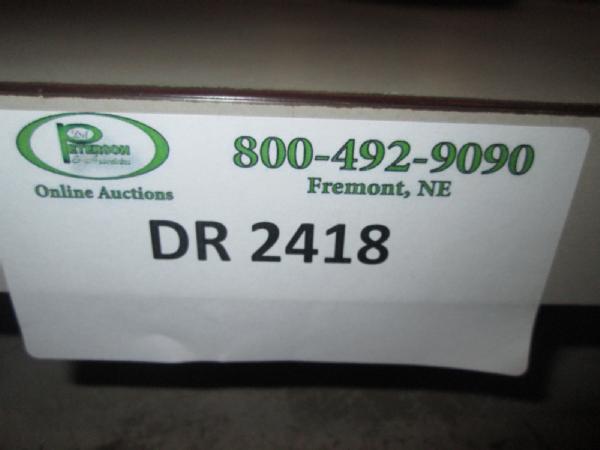 PETERSON
Online Auctions
800-492-9090
Fremont, NE
DR 2418